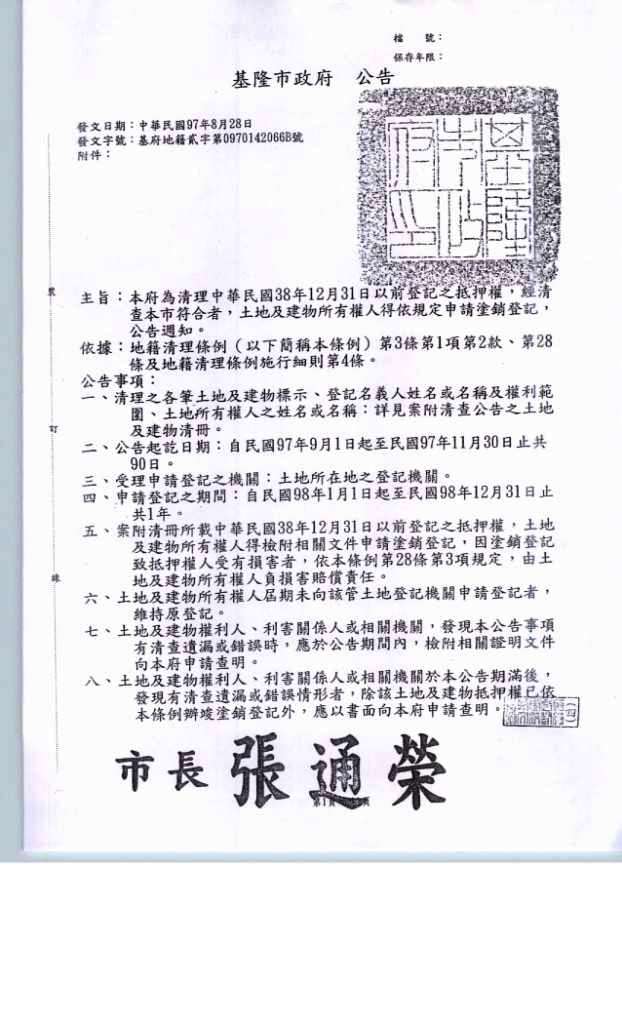 檔　　號：
保存年限：
基隆市政府　公告
發文日期：中華民國97年8月28日
發文字號：基府地籍貳字第0970142066B號
附件：
基隆市政府印
主旨：本府為清理中華民國38年12月31日以前登記之抵押權，經清
查本市符合者，土地及建物所有權人得依規定申請塗銷登記，
公告週知。
依據：地籍清理條例（以下簡稱本條例）第3條第1項第2款、第28
條及地籍清理條例施行細則第4條。
公告事項：
一、清理之各筆土地及建物標示、登記名義人姓名或名稱及權利範
圍、土地所有權人之姓名或名稱：詳見案附清查公告之土地
及建物清冊。
二、公告起訖日期：自民國97年9月1日起至民國97年11月30日止共
90日。
三、受理申請登記之機關：土地所在地之登記機關。
四、申請登記之期間：自民國98年1月1日起至民國98年12月31日止
共1年。
五、案附清冊所載中華民國38年12月31日以前登記之抵押權，土地
及建物所有權人得檢附相關文件申請塗銷登記，因塗銷登記
致抵押權人受有損害者，依本條例第28條第3項規定，由土
地及建物所有權人負損害賠償責任。
六、土地及建物所有權人屆期未向該管土地登記機關申請登記者，
維持原登記。
七、土地及建物權利人、利害關係人或相關機關，發現本公告事項
有清查遺漏或錯誤時，應於公告期間內，檢附相關證明文件
向本府申請查明。
八、土地及建物權利人、利害關係人或相關機關於本公告期滿後，
發現有清查遺漏或錯誤情形者，除該土地及建物抵押權已依
本條例辦竣塗銷登記外，應以書面向本府申請查明。
市長 張通榮
第1頁
裝
訂
線